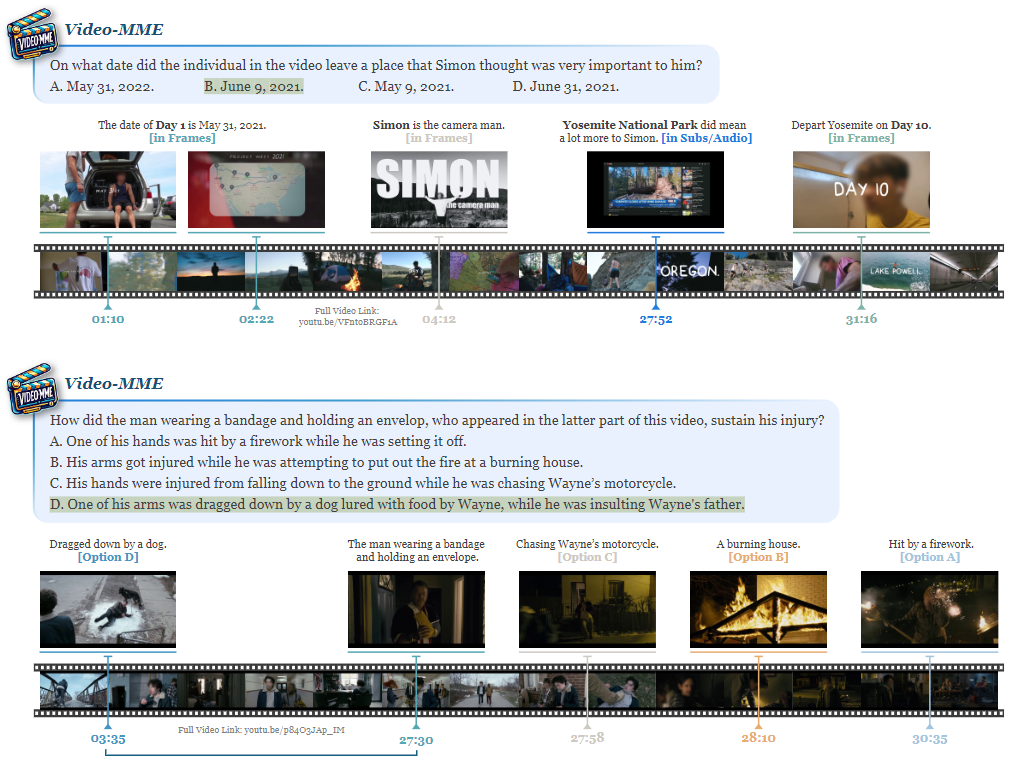 VIDEO-MME
Video-MME
On what date did the individual in the video leave a place that Simon thought was very important to him?
A. May 31, 2022.
B. June 9, 2021.
C. May 9, 2021.
D. June 31, 2021.
The date of Day 1 is May 31, 2021.
[in Frames]
Simon is the camera man.
[in Frames]
Yosemite National Park did mean
a lot more to Simon. [in Subs/Audio]
Depart Yosemite on Day 10.
[in Frames]
PROJECT WEST 2021
SIMON
the camera man
DAY 10
OREGON.
LAKE POWELL.
01:10
02:22
Full Video Link:
youtu.be/VFnt0BRGF1A
04:12
27:52
31:16
VIDEO-MME
Video-MME
How did the man wearing a bandage and holding an envelop, who appeared in the latter part of this video, sustain his injury?
A. One of his hands was hit by a firework while he was setting it off.
B. His arms got injured while he was attempting to put out the fire at a burning house.
C. His hands were injured from falling down to the ground while he was chasing Wayne's motorcycle.
D. One of his arms was dragged down by a dog lured with food by Wayne, while he was insulting Wayne's father.
Dragged down by a dog.
[Option D]
The man wearing a bandage
and holding an envelope.
Chasing Wayne's motorcycle.
[Option C]
A burning house.
[Option B]
Hit by a firework.
[Option A]
03:35
Full Video Link: youtu.be/p84O3JAp_IM
27:30
27:58
28:10
30:35